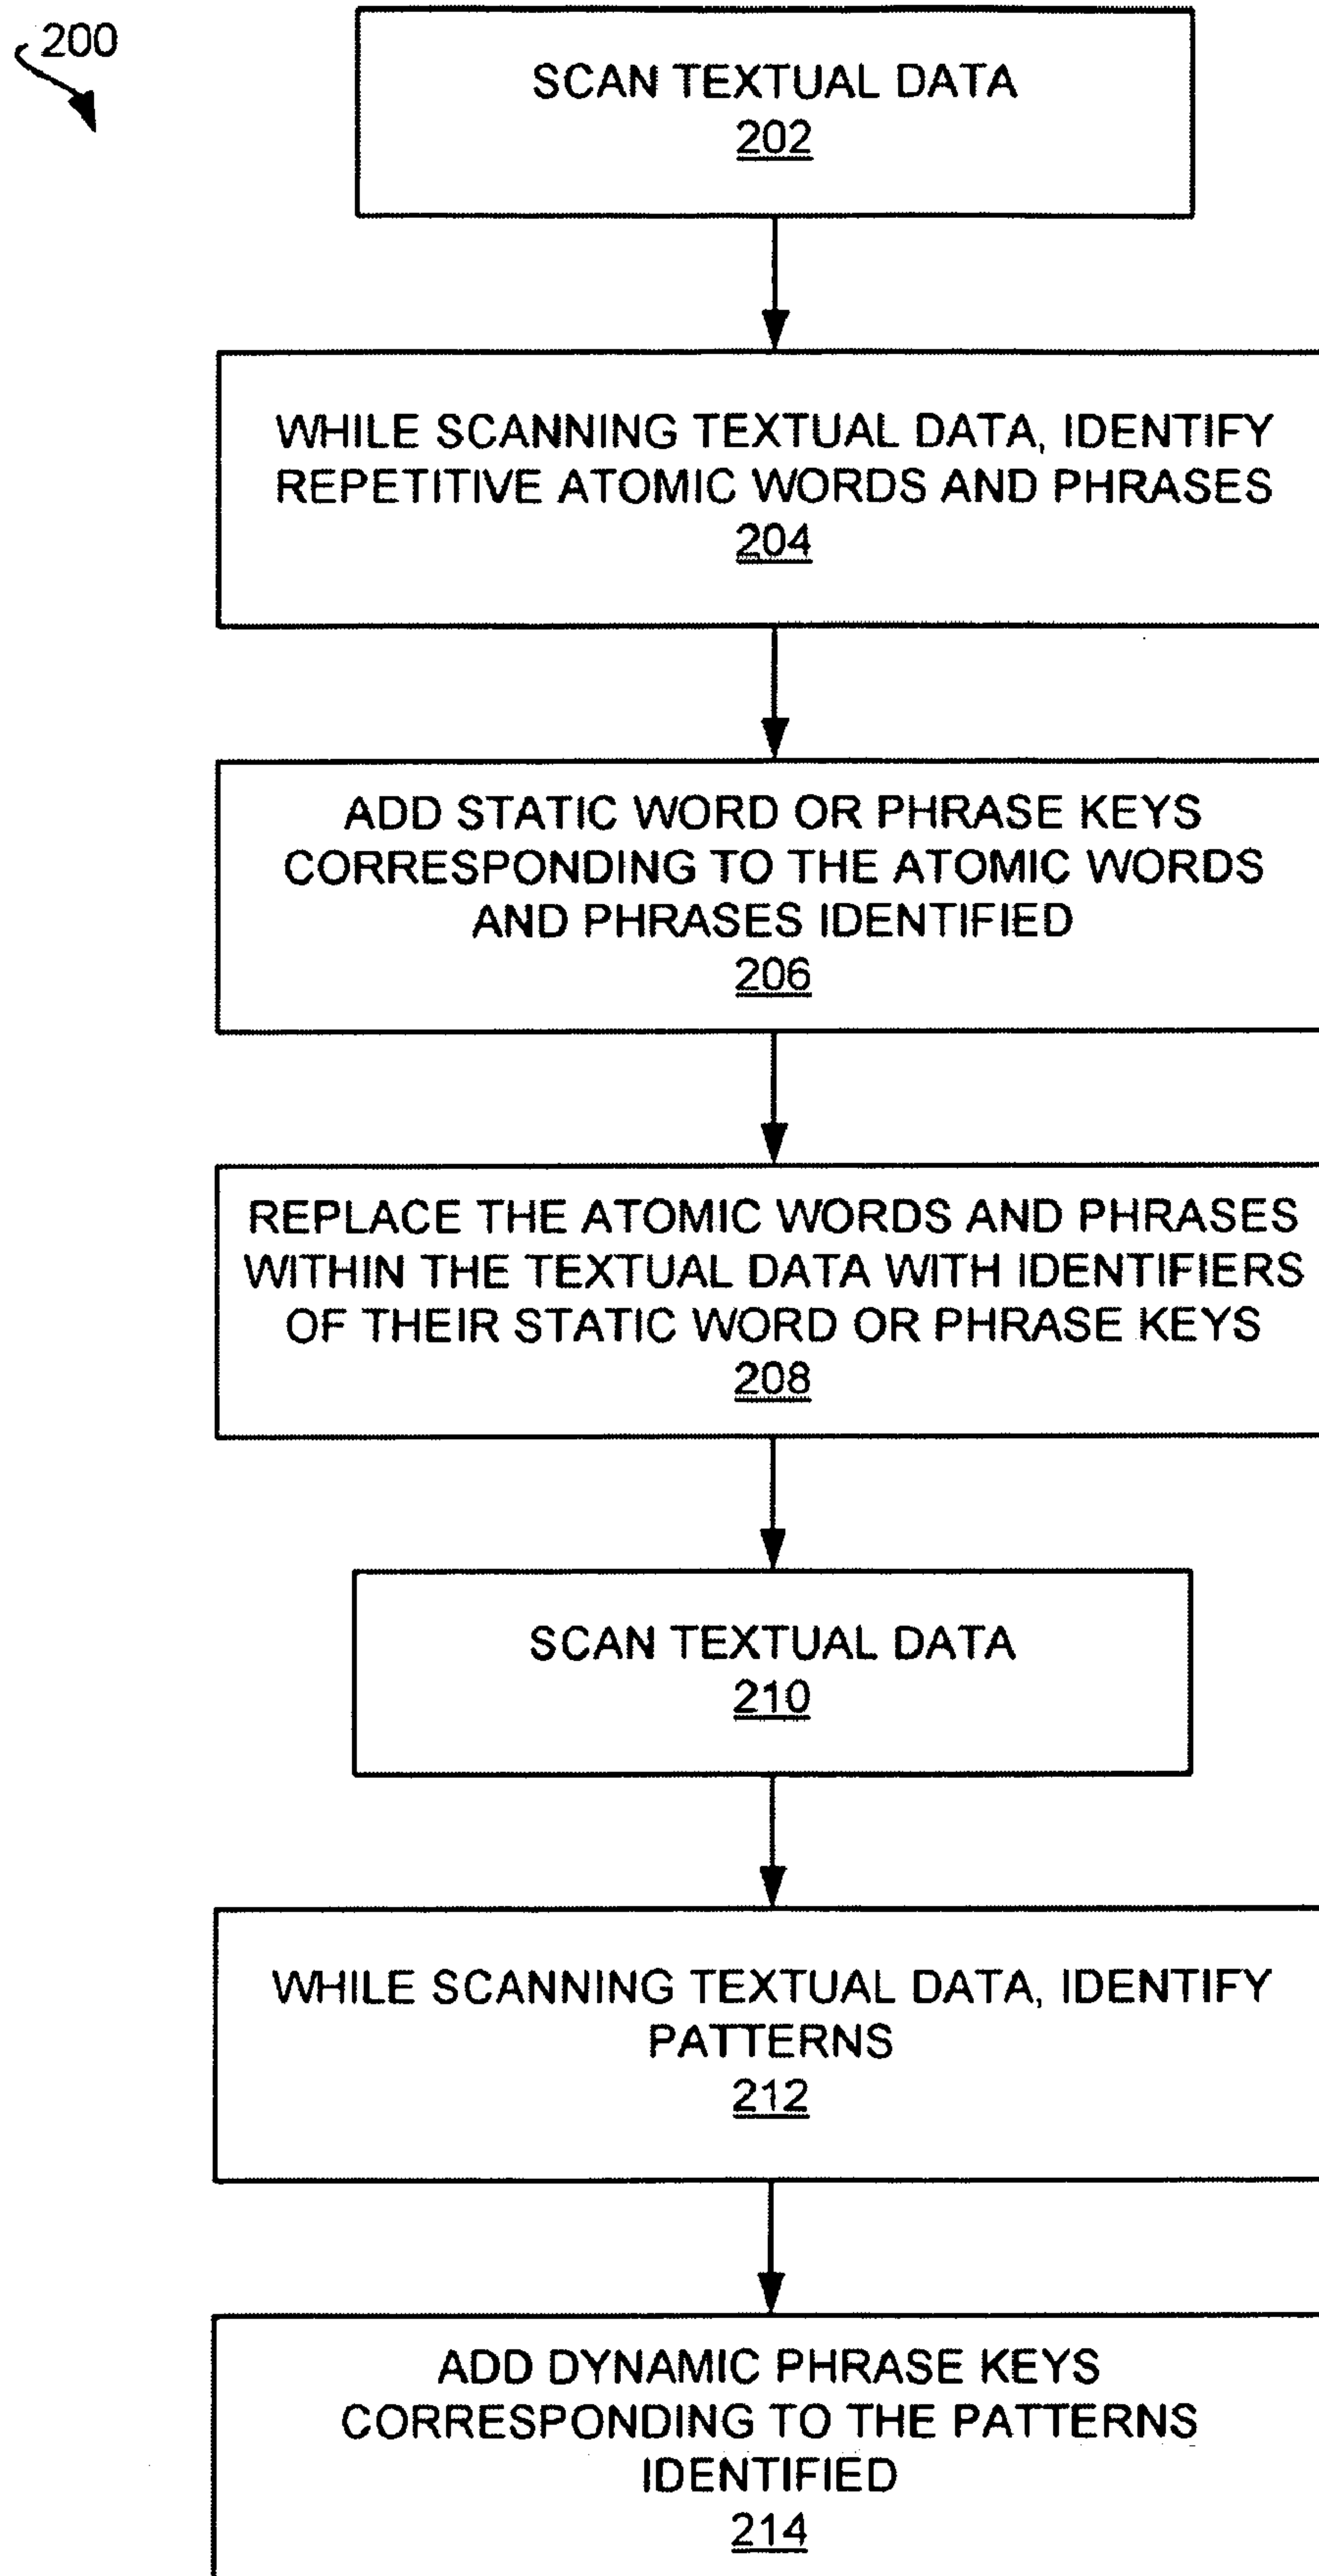 200
SCAN TEXTUAL DATA
202
WHILE SCANNING TEXTUAL DATA, IDENTIFY
REPETITIVE ATOMIC WORDS AND PHRASES
204
ADD STATIC WORD OR PHRASE KEYS
CORRESPONDING TO THE ATOMIC WORDS
AND PHRASES IDENTIFIED
206
REPLACE THE ATOMIC WORDS AND PHRASES
WITHIN THE TEXTUAL DATA WITH IDENTIFIERS
OF THEIR STATIC WORD OR PHRASE KEYS
208
SCAN TEXTUAL DATA
210
WHILE SCANNING TEXTUAL DATA, IDENTIFY
PATTERNS
212
ADD DYNAMIC PHRASE KEYS
CORRESPONDING TO THE PATTERNS
IDENTIFIED
214